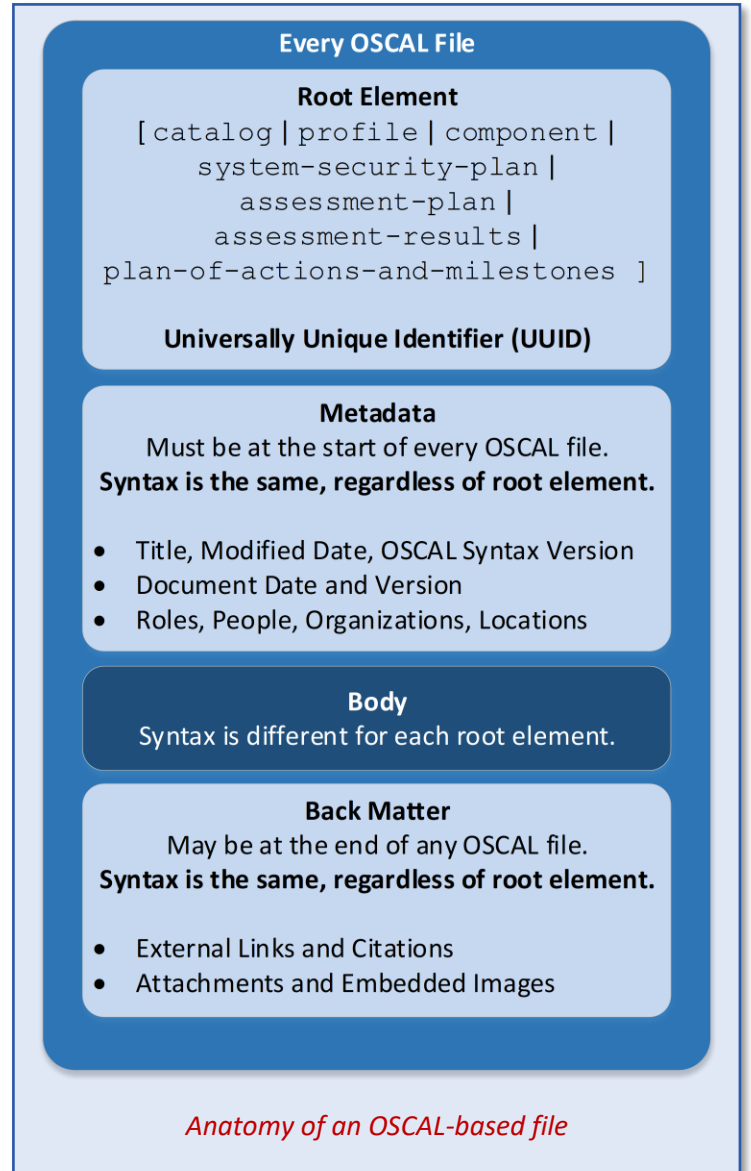 Every OSCAL File
Root Element
[ catalog | profile | component |
system-security-plan |
assessment-plan |
assessment-results |
plan-of-actions-and-milestones ]
Universally Unique Identifier (UUID)
Metadata
Must be at the start of every OSCAL file.
Syntax is the same, regardless of root element.
• Title, Modified Date, OSCAL Syntax Version
• Document Date and Version
• Roles, People, Organizations, Locations
Body
Syntax is different for each root element.
Back Matter
May be at the end of any OSCAL file.
Syntax is the same, regardless of root element.
• External Links and Citations
• Attachments and Embedded Images
Anatomy of an OSCAL-based file